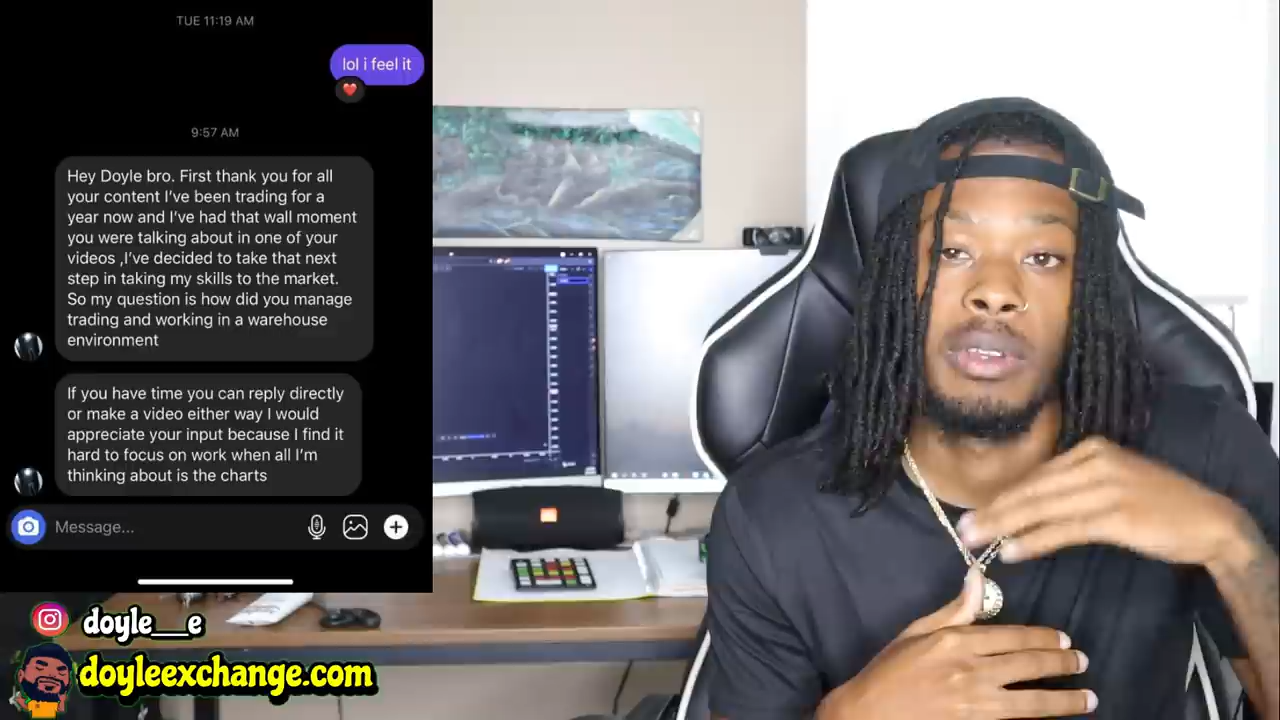 TUE 11:19 AM
lol i feel it
9:57 AM
Hey Doyle bro. First thank you for all
your content I've been trading for a
year now and I've had that wall moment
you were talking about in one of your
videos ,I've decided to take that next
step in taking my skills to the market.
So my question is how did you manage
trading and working in a warehouse
environment
If you have time you can reply directly
or make a video either way I would
appreciate your input because I find it
hard to focus on work when all I'm
thinking about is the charts
Message...
doyle__e
doyleexchange.com